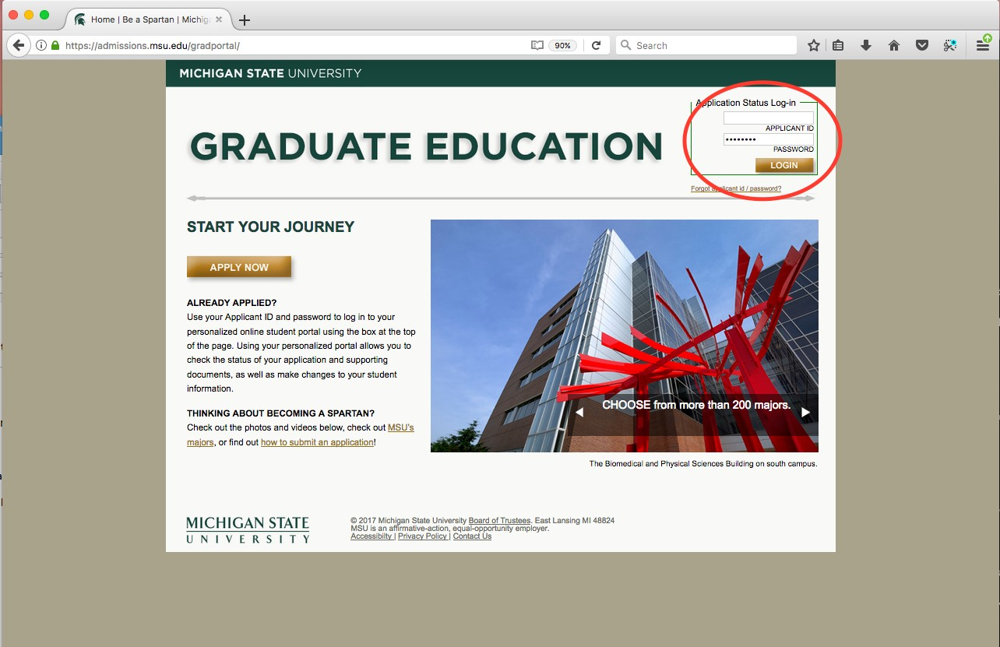 Home | Be a Spartan | Michig
https://admissions.msu.edu/gradportal/
90%
Search
MICHIGAN STATE UNIVERSITY
Application Status Log-in
APPLICANT ID
PASSWORD
LOGIN
Forgot applicant id / password?
GRADUATE EDUCATION
START YOUR JOURNEY
APPLY NOW
ALREADY APPLIED?
Use your Applicant ID and password to log in to your
personalized online student portal using the box at the top
of the page. Using your personalized portal allows you to
check the status of your application and supporting
documents, as well as make changes to your student
information.
THINKING ABOUT BECOMING A SPARTAN?
Check out the photos and videos below, check out MSU's
majors, or find out how to submit an application!
CHOOSE from more than 200 majors.
The Biomedical and Physical Sciences Building on south campus.
MICHIGAN STATE
UNIVERSITY
© 2017 Michigan State University Board of Trustees. East Lansing MI 48824
MSU is an affirmative-action, equal-opportunity employer.
Accessibilty | Privacy Policy | Contact Us